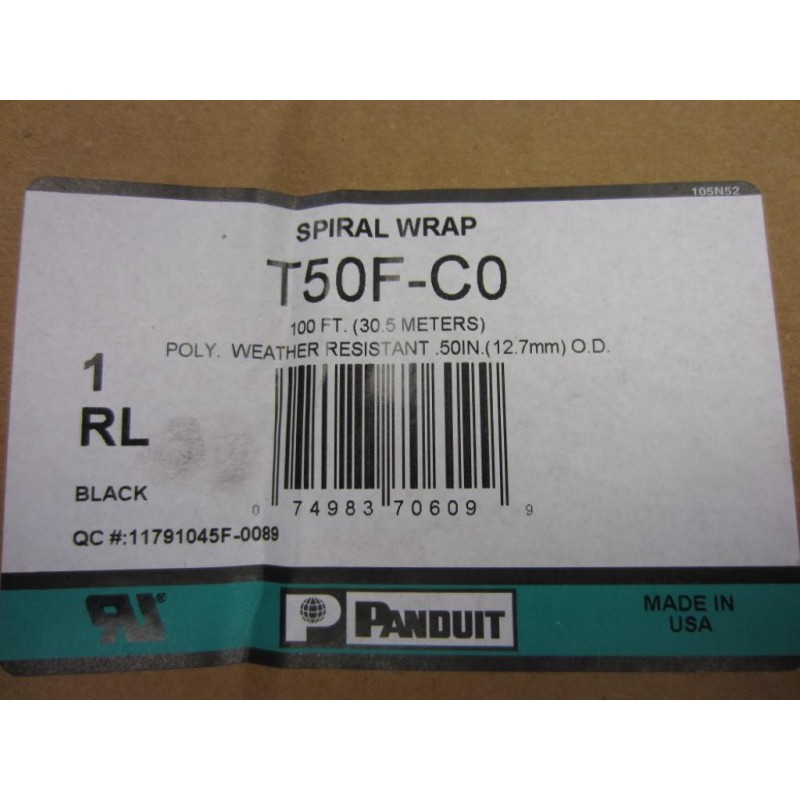 105N52
SPIRAL WRAP
T50F-C0
100 FT. (30.5 METERS)
POLY. WEATHER RESISTANT .50IN.(12.7mm) O.D.
1
RL
BLACK
0 74983 70609 9
QC #:11791045F-0089
RU ®
P PANDUIT
MADE IN
USA